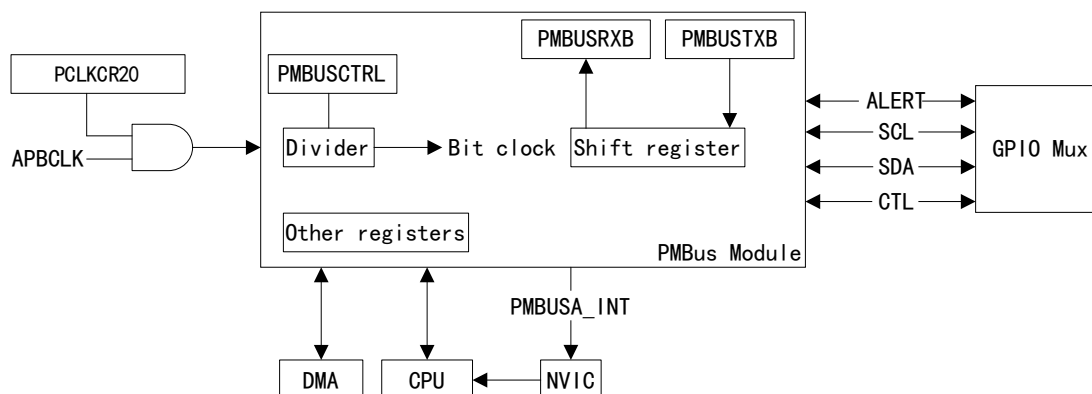 PMBUSRXB
PMBUSTXB
PCLKCR20
PMBUSCTRL
ALERT
SCL
APBCLK
Divider
Bit clock
Shift register
GPIO Mux
SDA
CTL
Other registers
PMBus Module
PMBUSA_INT
DMA
CPU
NVIC